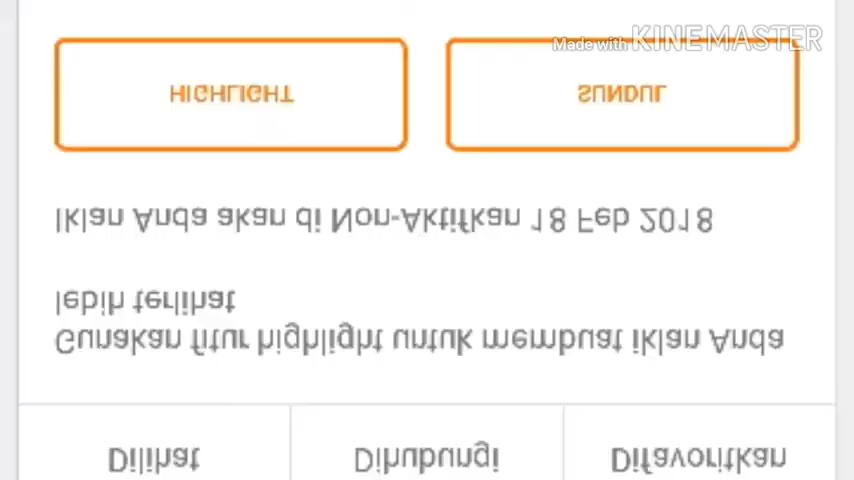 Made with KINEMASTER
Dilihat
Dihubungi
Difavoritkan
Gunakan fitur highlight untuk membuat iklan Anda
lebih terlihat
Iklan Anda akan di Non-Aktifkan 18 Feb 2018
HIGHLIGHT
SUNDUL